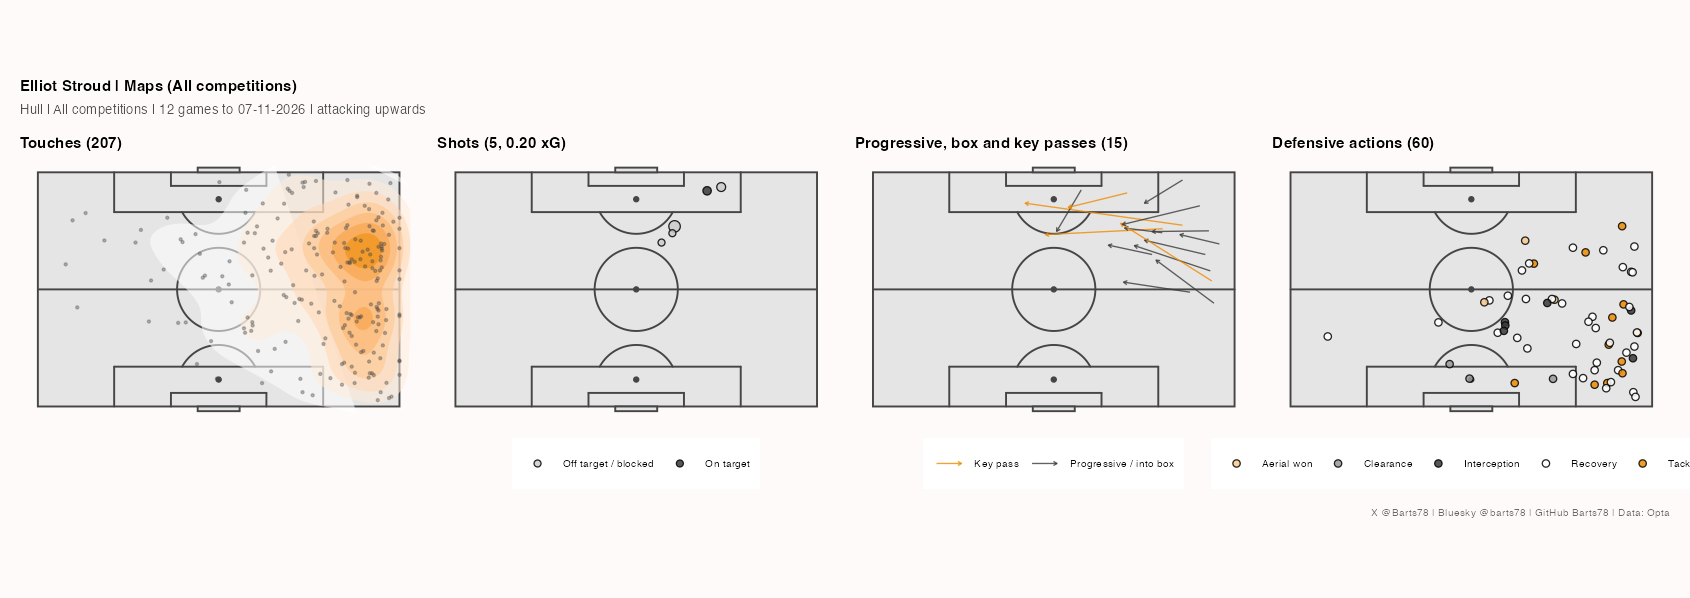 Elliot Stroud | Maps (All competitions)
Hull | All competitions | 12 games to 07-11-2026 | attacking upwards
Touches (207)
Shots (5, 0.20 xG)
Progressive, box and key passes (15)
Defensive actions (60)
Off target / blocked
On target
Key pass
Progressive / into box
Aerial won
Clearance
Interception
Recovery
Tack
X @Barts78 | Bluesky @barts78 | GitHub Barts78 | Data: Opta